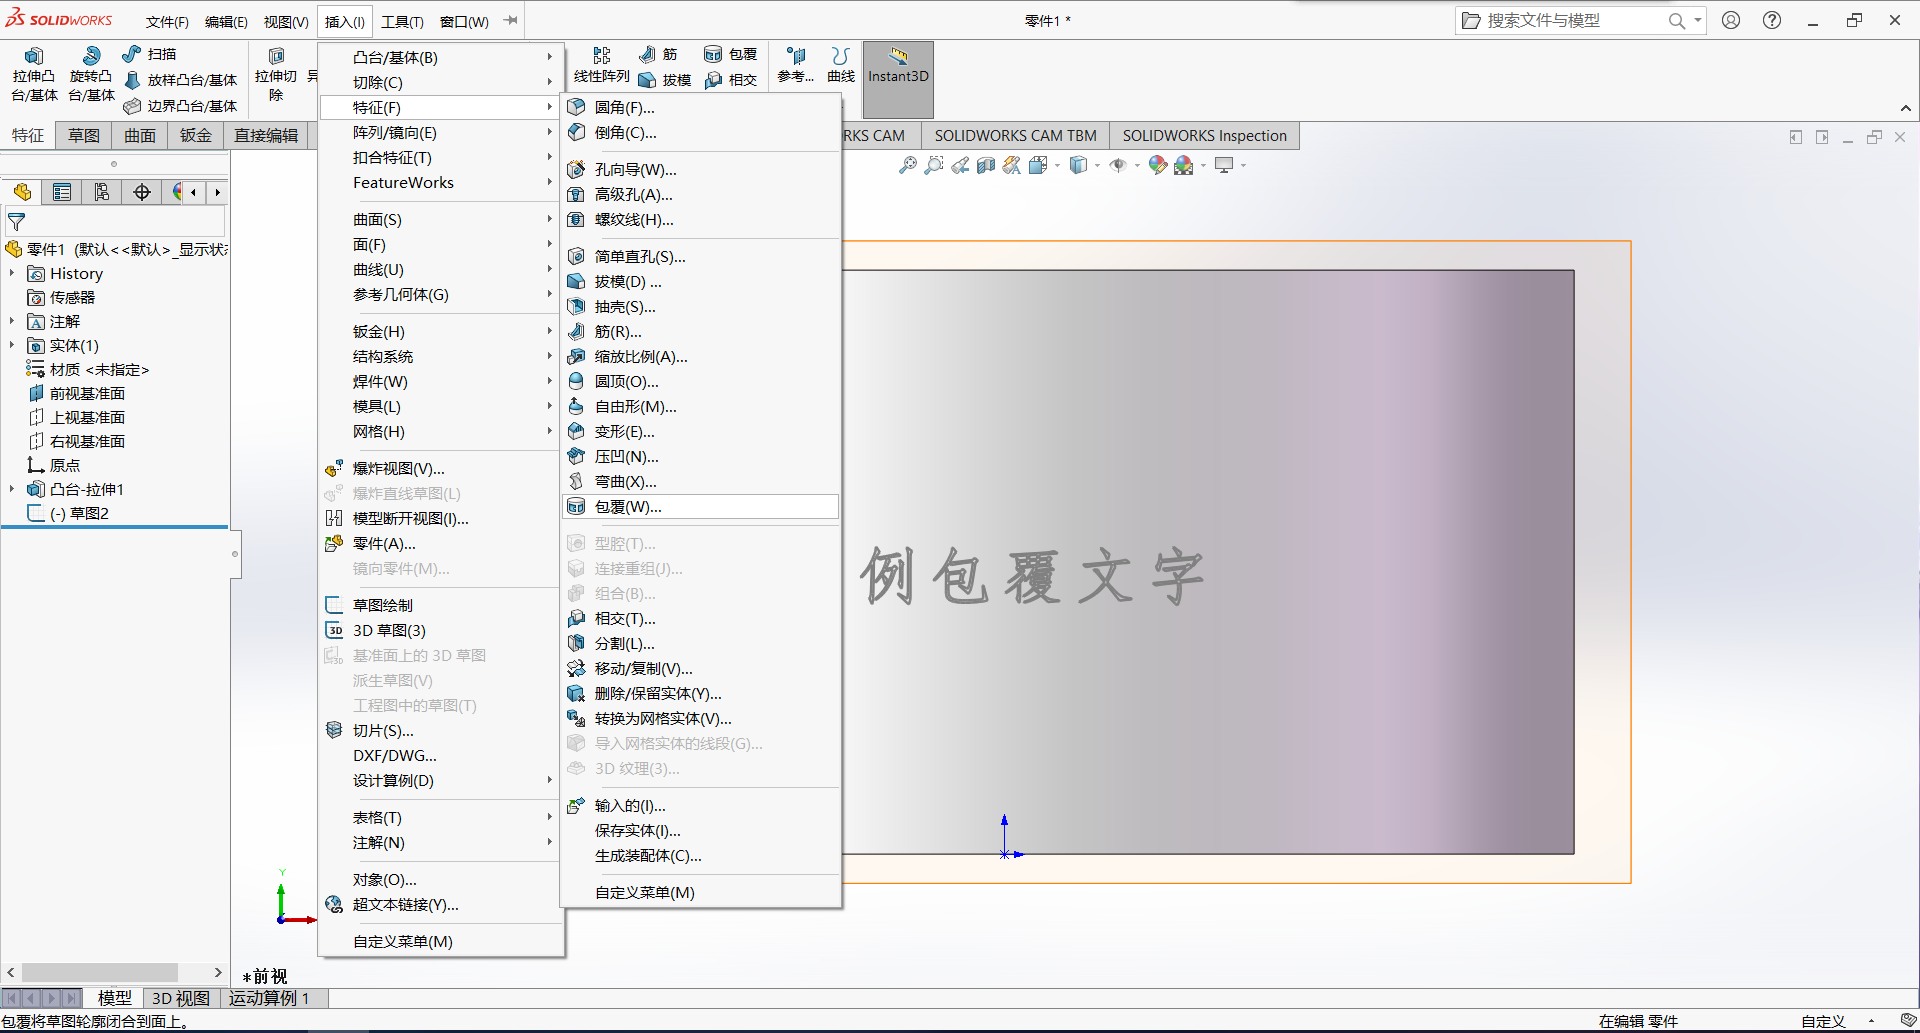 SOLIDWORKS 文件(F) 编辑(E) 视图(V) 插入(I) 工具(T) 窗口(W) 零件1 * 搜索文件与模型
拉伸凸台/基体
旋转凸台/基体
扫描
放样凸台/基体
边界凸台/基体
拉伸切除
异
线性阵列
筋
拔模
包覆
相交
参考...
曲线
Instant3D
特征 草图 曲面 钣金 直接编辑 RKS CAM SOLIDWORKS CAM TBM SOLIDWORKS Inspection
零件1 (默认<<默认>_显示状态
History
传感器
注解
实体(1)
材质 <未指定>
前视基准面
上视基准面
右视基准面
原点
凸台-拉伸1
(-) 草图2
凸台/基体(B)
切除(C)
特征(F)
阵列/镜向(E)
扣合特征(T)
FeatureWorks
曲面(S)
面(F)
曲线(U)
参考几何体(G)
钣金(H)
结构系统
焊件(W)
模具(L)
网格(H)
爆炸视图(V)...
爆炸直线草图(L)
模型断开视图(I)...
零件(A)...
镜向零件(M)...
草图绘制
3D 草图(3)
基准面上的 3D 草图
派生草图(V)
工程图中的草图(T)
切片(S)...
DXF/DWG...
设计算例(D)
表格(T)
注解(N)
对象(O)...
超文本链接(Y)...
自定义菜单(M)
圆角(F)...
倒角(C)...
孔向导(W)...
高级孔(A)...
螺纹线(H)...
简单直孔(S)...
拔模(D) ...
抽壳(S)...
筋(R)...
缩放比例(A)...
圆顶(O)...
自由形(M)...
变形(E)...
压凹(N)...
弯曲(X)...
包覆(W)...
型腔(T)...
连接重组(J)...
组合(B)...
相交(T)...
分割(L)...
移动/复制(V)...
删除/保留实体(Y)...
转换为网格实体(V)...
导入网格实体的线段(G)...
3D 纹理(3)...
输入的(I)...
保存实体(I)...
生成装配体(C)...
自定义菜单(M)
例包覆文字
Y
*前视
模型 3D 视图 运动算例 1
包覆将草图轮廓闭合到面上。 在编辑 零件 自定义